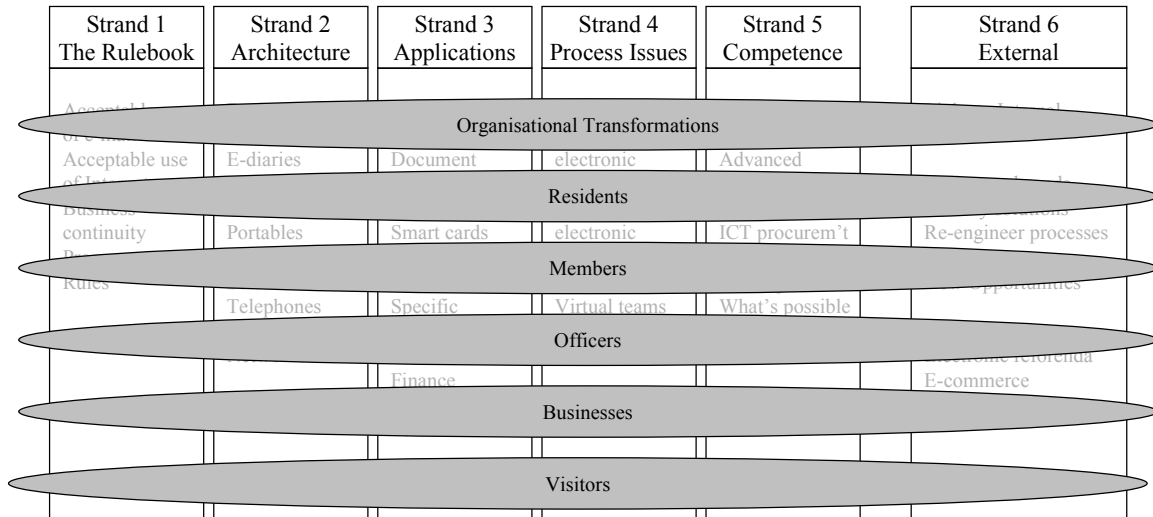 Strand 1
The Rulebook
Strand 2
Architecture
Strand 3
Applications
Strand 4
Process Issues
Strand 5
Competence
Strand 6
External
Organisational Transformations
Acceptable use
E-diaries
Document
electronic
Advanced
Residents
Business
continuity
Portables
Smart cards
electronic
ICT procurem’t
Re-engineer processes
Members
Rules
Telephones
Specific
Virtual teams
What’s possible
Officers
Finance
E-commerce
Businesses
Visitors